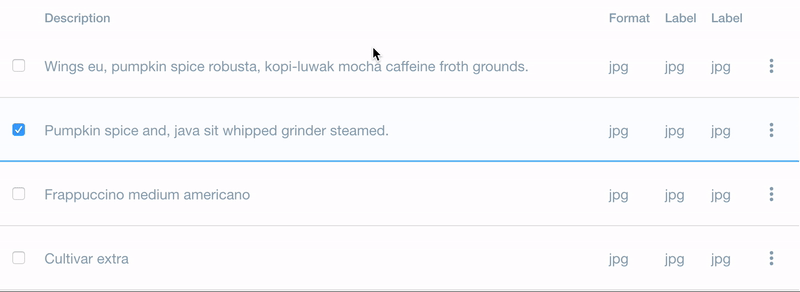 Description Format Label Label
Wings eu, pumpkin spice robusta, kopi-luwak mocha caffeine froth grounds. jpg jpg jpg
Pumpkin spice and, java sit whipped grinder steamed. jpg jpg jpg
Frappuccino medium americano jpg jpg jpg
Cultivar extra jpg jpg jpg